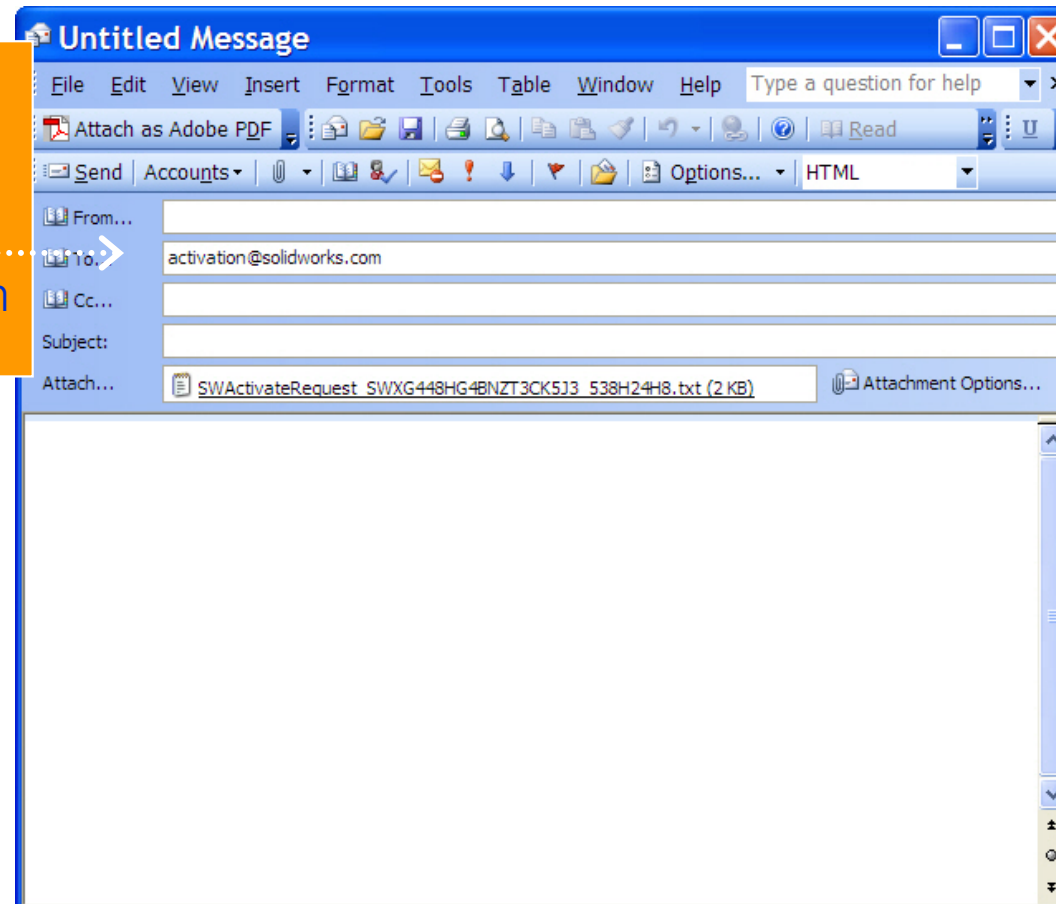 Untitled Message
File Edit View Insert Format Tools Table Window Help Type a question for help
Attach as Adobe PDF Read U
Send Accounts Options... HTML
From...
To... activation@solidworks.com
Cc...
Subject:
Attach... SWActivateRequest_SWXG448HG4BNZT3CK5J3_538H24H8.txt (2 KB) Attachment Options...